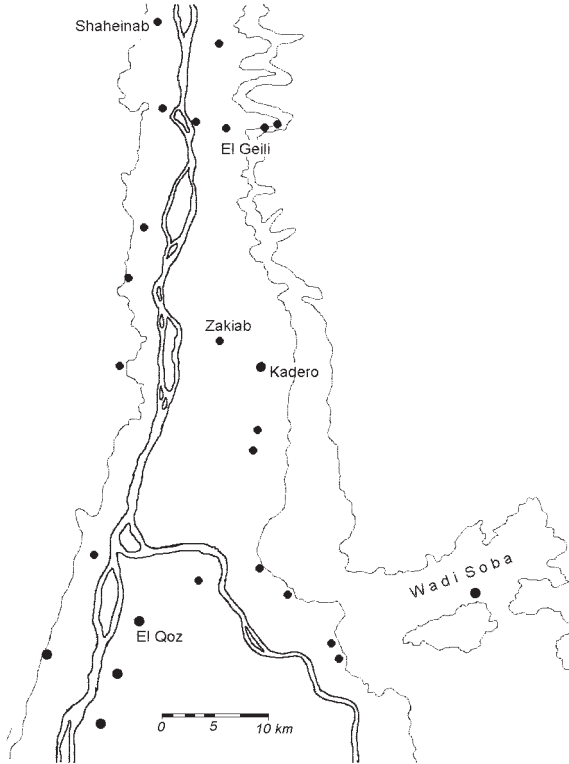 Shaheinab
El Geili
Zakiab
Kadero
Wadi Soba
El Qoz
0 5 10 km